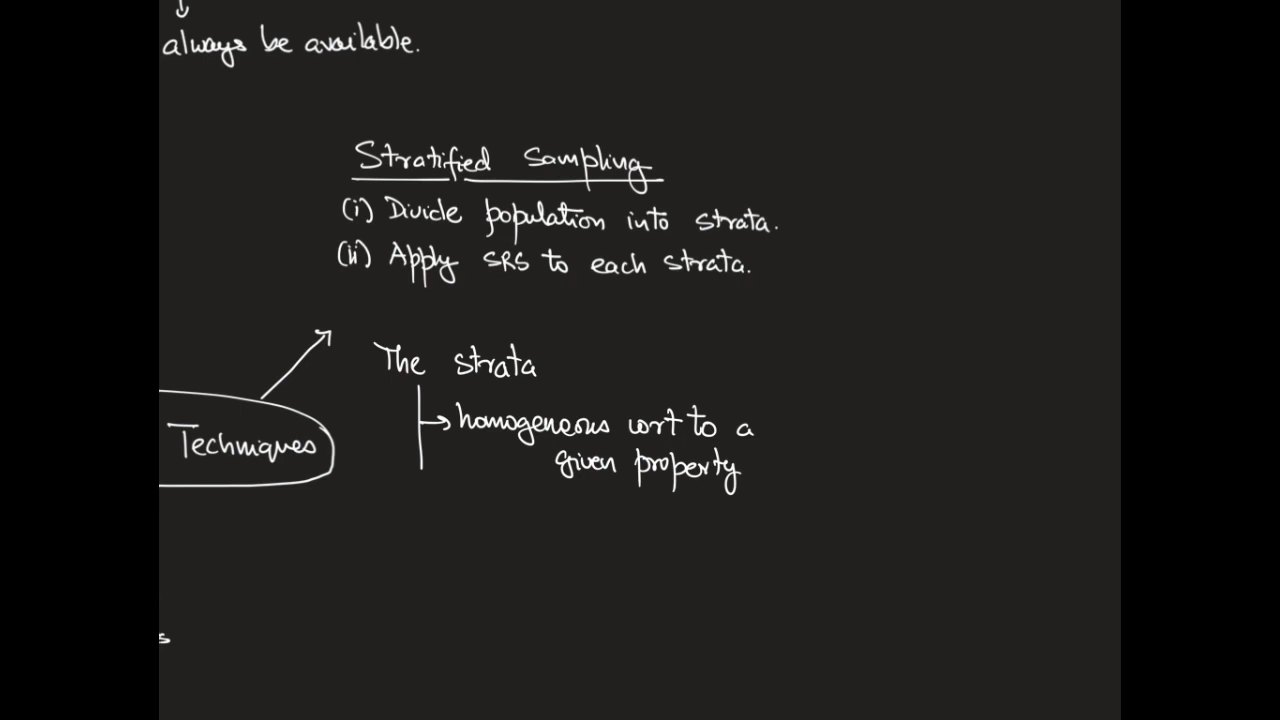 always be available.
Stratified Sampling
(i) Divide population into strata.
(ii) Apply SRS to each strata.
The strata
homogeneous wrt to a
given property
Techniques
s